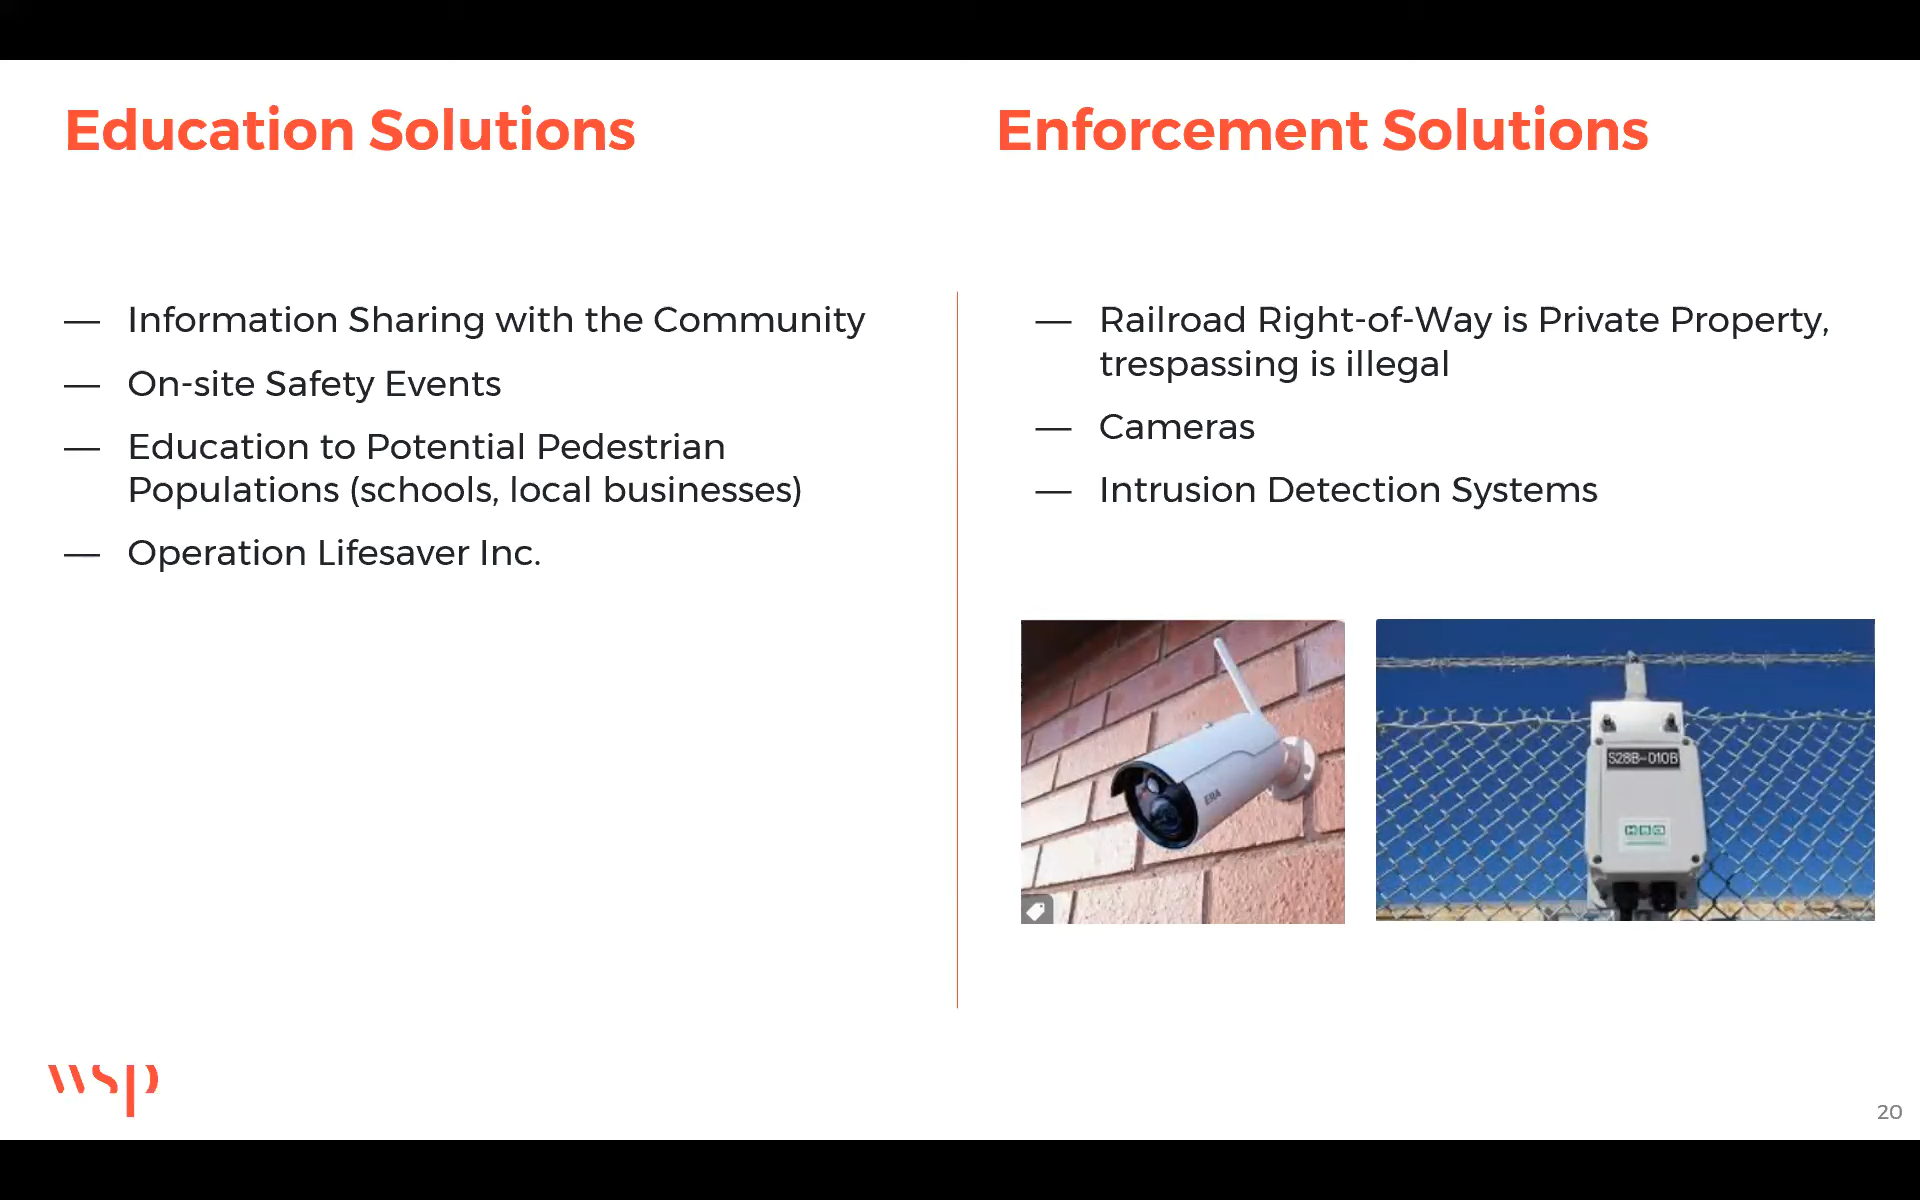 Education Solutions
— Information Sharing with the Community
— On-site Safety Events
— Education to Potential Pedestrian
Populations (schools, local businesses)
— Operation Lifesaver Inc.
Enforcement Solutions
— Railroad Right-of-Way is Private Property,
trespassing is illegal
— Cameras
— Intrusion Detection Systems
ERA
S28B-010B
HSQ
wsp
20